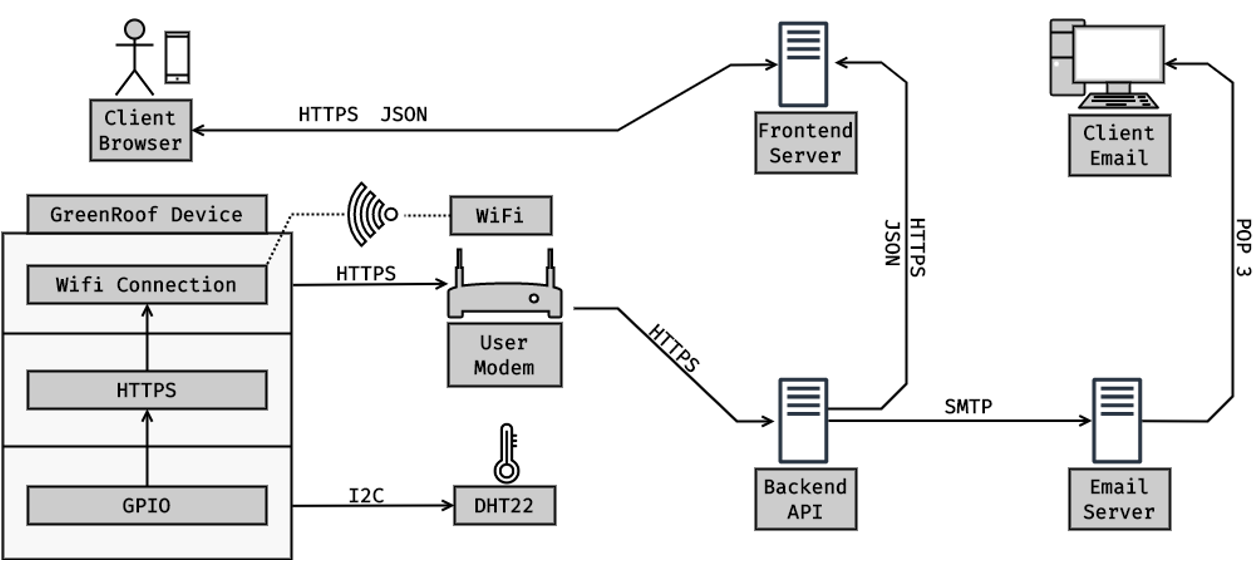 Client
Browser
HTTPS JSON
Frontend
Server
Client
Email
GreenRoof Device
WiFi
Wifi Connection
HTTPS
User
Modem
HTTPS
HTTPS
JSON
POP 3
HTTPS
GPIO
I2C
DHT22
Backend
API
SMTP
Email
Server